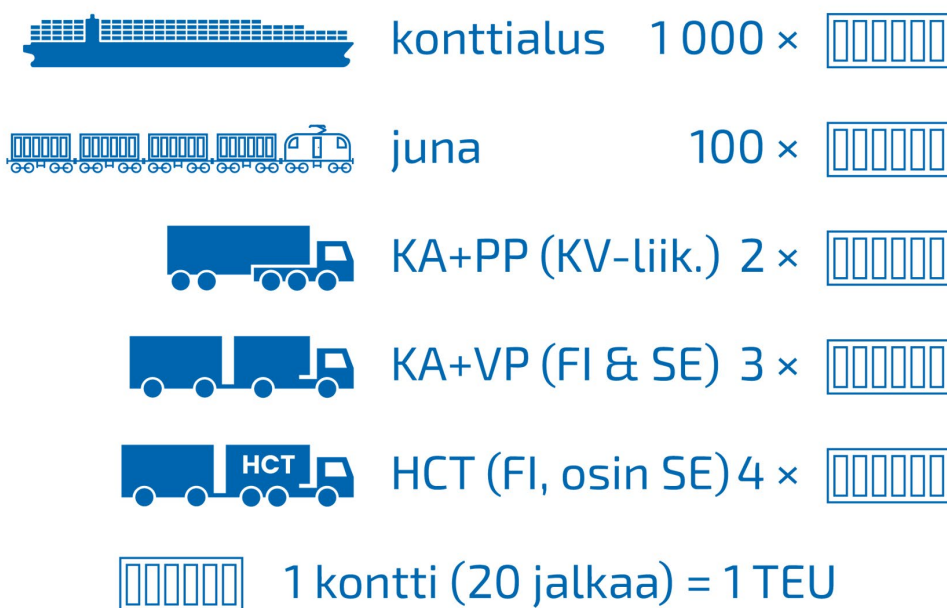 konttialus 1 000 ×
juna 100 ×
KA+PP (KV-liik.) 2 ×
KA+VP (FI & SE) 3 ×
HCT
HCT (FI, osin SE) 4 ×
1 kontti (20 jalkaa) = 1 TEU